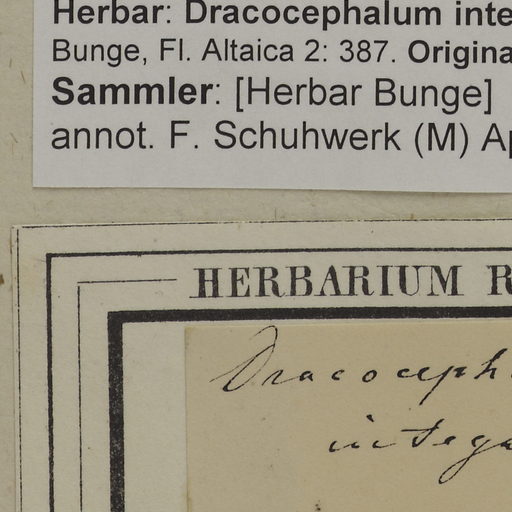 Herbar: Dracocephalum inte
Bunge, Fl. Altaica 2: 387. Origina
Sammler: [Herbar Bunge]
annot. F. Schuhwerk (M) Ap
HERBARIUM R
Dracoceph
integ